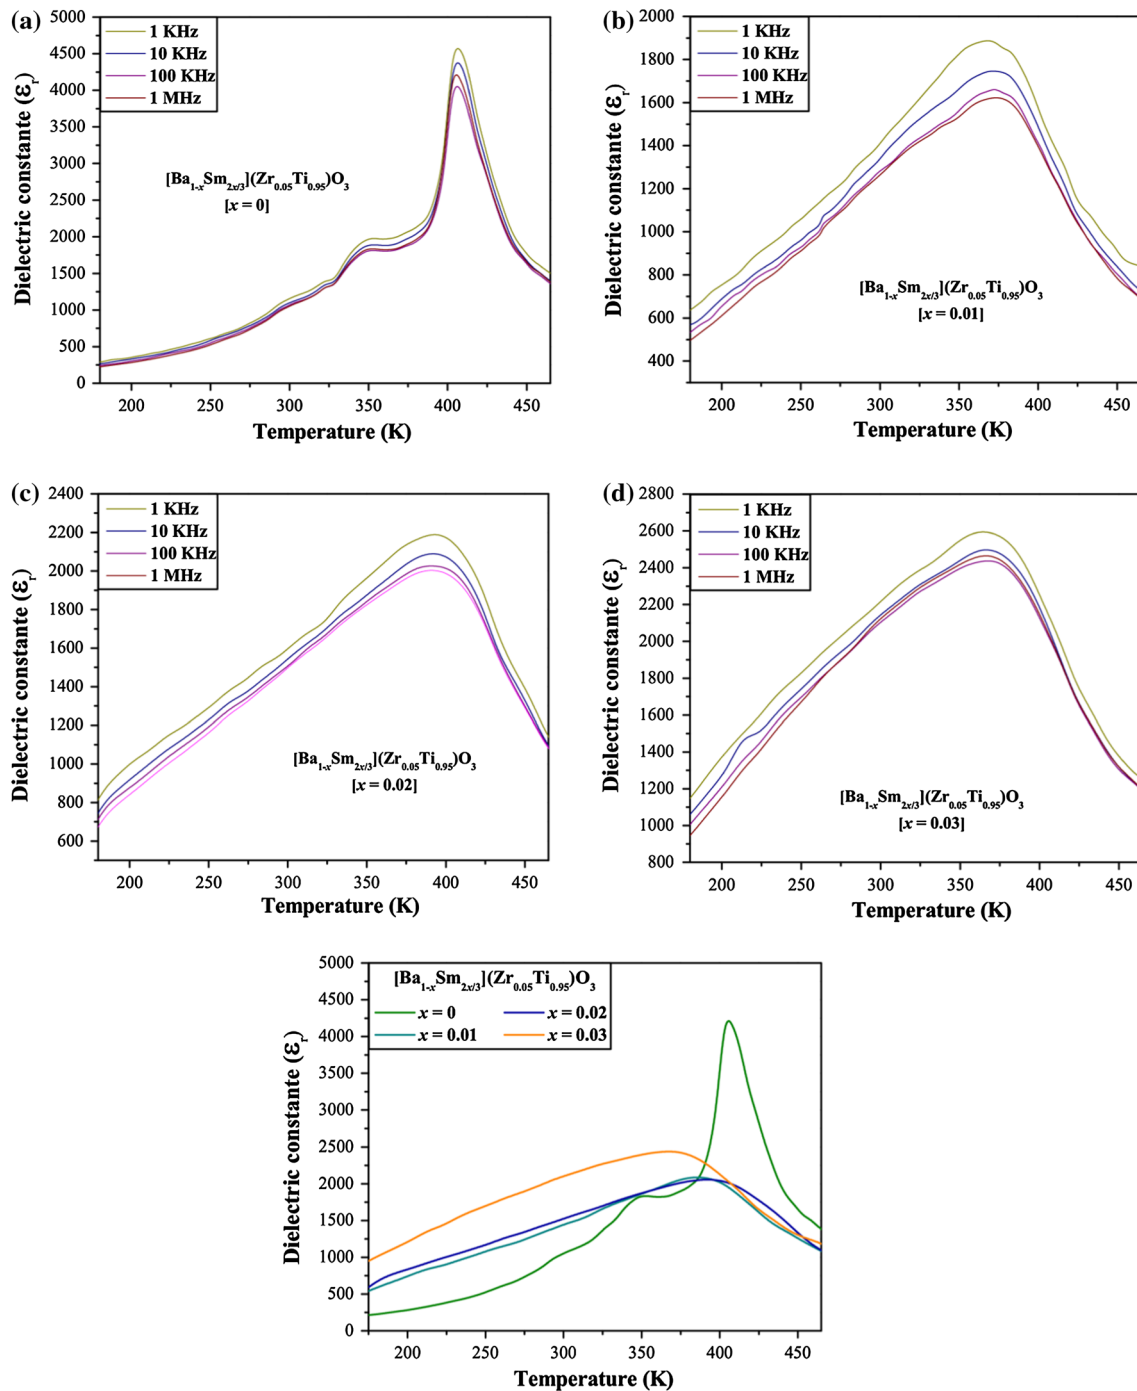 (a)
5000
4500
4000
3500
3000
2500
2000
1500
1000
500
0
Dielectric constante (εr)
1 KHz
10 KHz
100 KHz
1 MHz
[Ba1-xSm2x/3](Zr0.05Ti0.95)O3
[x = 0]
200 250 300 350 400 450
Temperature (K)
(b)
2000
1800
1600
1400
1200
1000
800
600
400
Dielectric constante (εr)
1 KHz
10 KHz
100 KHz
1 MHz
[Ba1-xSm2x/3](Zr0.05Ti0.95)O3
[x = 0.01]
200 250 300 350 400 450
Temperature (K)
(c)
2400
2200
2000
1800
1600
1400
1200
1000
800
600
Dielectric constante (εr)
1 KHz
10 KHz
100 KHz
1 MHz
[Ba1-xSm2x/3](Zr0.05Ti0.95)O3
[x = 0.02]
200 250 300 350 400 450
Temperature (K)
(d)
2800
2600
2400
2200
2000
1800
1600
1400
1200
1000
800
Dielectric constante (εr)
1 KHz
10 KHz
100 KHz
1 MHz
[Ba1-xSm2x/3](Zr0.05Ti0.95)O3
[x = 0.03]
200 250 300 350 400 450
Temperature (K)
5000
4500
4000
3500
3000
2500
2000
1500
1000
500
0
Dielectric constante (εr)
[Ba1-xSm2x/3](Zr0.05Ti0.95)O3
x = 0 x = 0.02
x = 0.01 x = 0.03
200 250 300 350 400 450
Temperature (K)